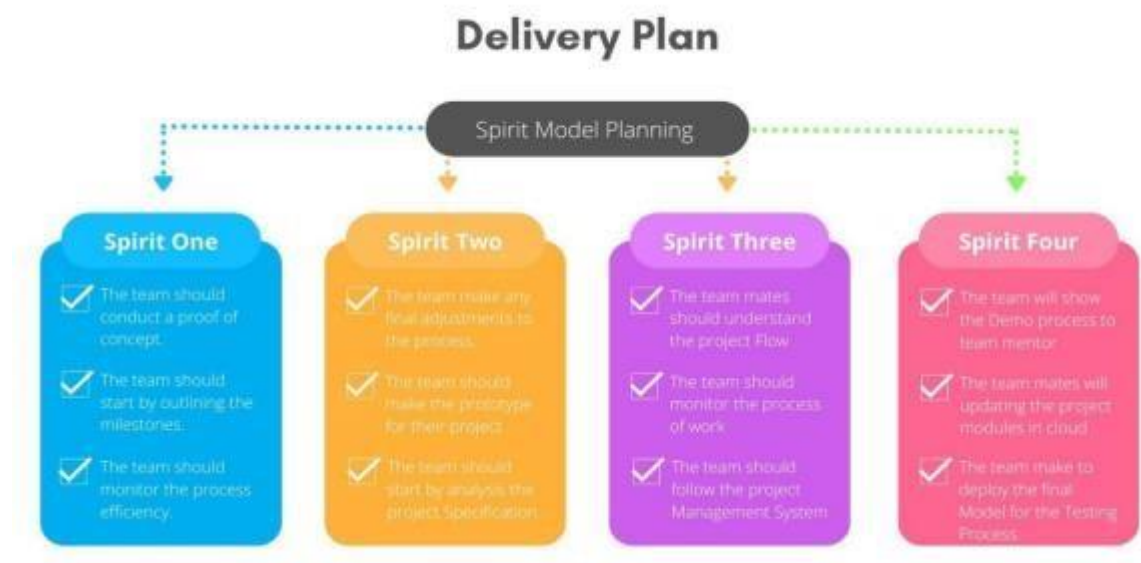 Delivery Plan
Spirit Model Planning
Spirit One
The team should
conduct a proof of
concept.
The team should
start by outlining the
milestories.
The team should
monitor the process
efficiency.
Spirit Two
The team make any
final adjustments to
the process.
The team should
make the prototype
for their project
The team should
start by analysis the
project Specification
Spirit Three
The team mates
should understand
the project Flow
The team should
monitor the process
of work
The team should
follow the project
Management System
Spirit Four
The team will show
the Demo process to
team mentor
The team mates will
updating the project
modules in cloud
The team make to
deploy the final
Model for the Testing
Process